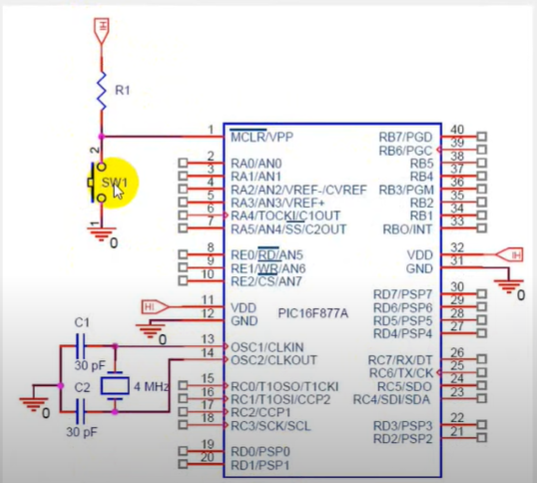 HI
R1
2
SW1
1
0
1 MCLR/VPP RB7/PGD 40
RB6/PGC 39
2 RA0/AN0 RB5 38
3 RA1/AN1 RB4 37
4 RA2/AN2/VREF-/CVREF RB3/PGM 36
5 RA3/AN3/VREF+ RB2 35
6 RA4/TOCKI/C1OUT RB1 34
7 RA5/AN4/SS/C2OUT RBO/INT 33
8 RE0/RD/AN5 VDD 32 HI
9 RE1/WR/AN6 GND 31
10 RE2/CS/AN7 0
RD7/PSP7 30
HI 11 VDD RD6/PSP6 29
12 GND PIC16F877A RD5/PSP5 28
0 RD4/PSP4 27
C1 13 OSC1/CLKIN
14 OSC2/CLKOUT RC7/RX/DT 26
30 pF RC6/TX/CK 25
4 MHz 15 RC0/T1OSO/T1CKI RC5/SDO 24
C2 16 RC1/T1OSI/CCP2 RC4/SDI/SDA 23
0 17 RC2/CCP1
30 pF 18 RC3/SCK/SCL RD3/PSP3 22
RD2/PSP2 21
19 RD0/PSP0
20 RD1/PSP1